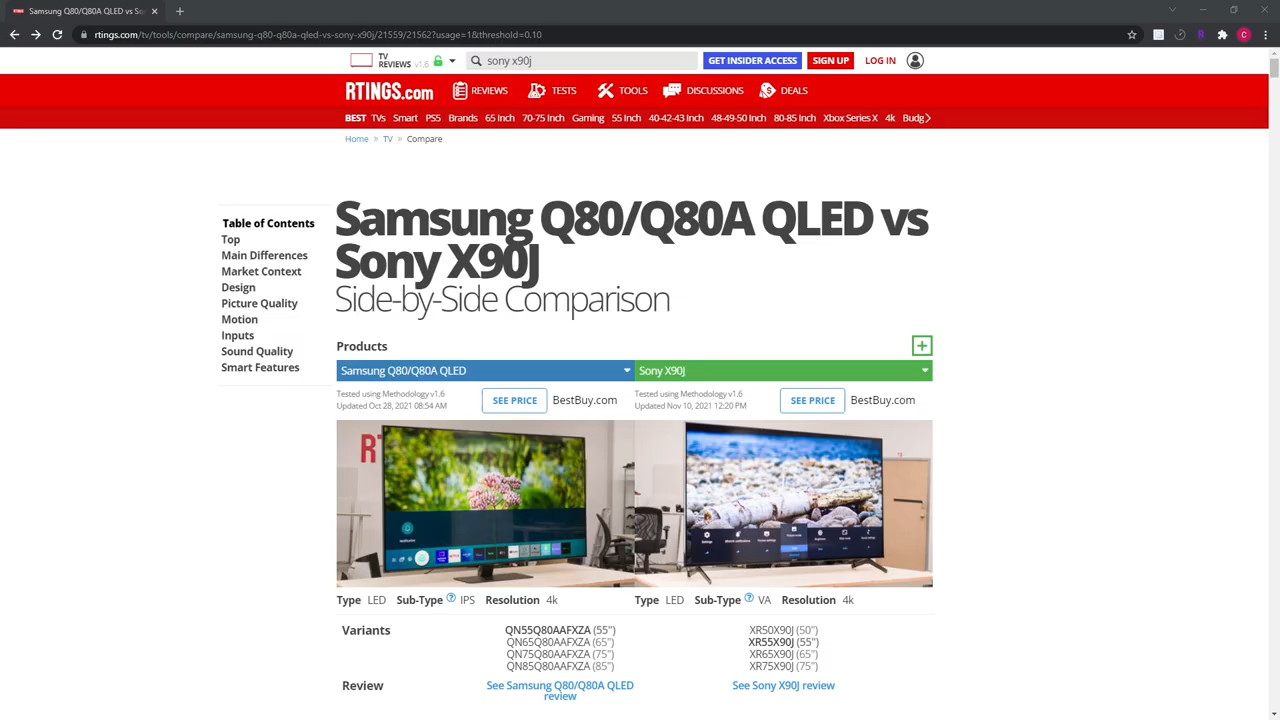 Samsung Q80/Q80A QLED vs So
rtings.com/tv/tools/compare/samsung-q80-q80a-qled-vs-sony-x90j/21559/21562?usage=1&threshold=0.10
TV
REVIEWS v1.6
sony x90j
GET INSIDER ACCESS
SIGN UP
LOG IN
RTINGS.com
REVIEWS
TESTS
TOOLS
DISCUSSIONS
DEALS
BEST TVs Smart PS5 Brands 65 Inch 70-75 Inch Gaming 55 Inch 40-42-43 Inch 48-49-50 Inch 80-85 Inch Xbox Series X 4k Budg
Home » TV » Compare
Samsung Q80/Q80A QLED vs
Sony X90J
Side-by-Side Comparison
Table of Contents
Top
Main Differences
Market Context
Design
Picture Quality
Motion
Inputs
Sound Quality
Smart Features
Products
Samsung Q80/Q80A QLED Sony X90J
Tested using Methodology v1.6
Updated Oct 28, 2021 08:54 AM
SEE PRICE BestBuy.com
Tested using Methodology v1.6
Updated Nov 10, 2021 12:20 PM
SEE PRICE BestBuy.com
Type LED Sub-Type ? IPS Resolution 4k
Type LED Sub-Type ? VA Resolution 4k
Variants
QN55Q80AAFXZA (55")
QN65Q80AAFXZA (65")
QN75Q80AAFXZA (75")
QN85Q80AAFXZA (85")
XR50X90J (50")
XR55X90J (55")
XR65X90J (65")
XR75X90J (75")
Review
See Samsung Q80/Q80A QLED
review
See Sony X90J review